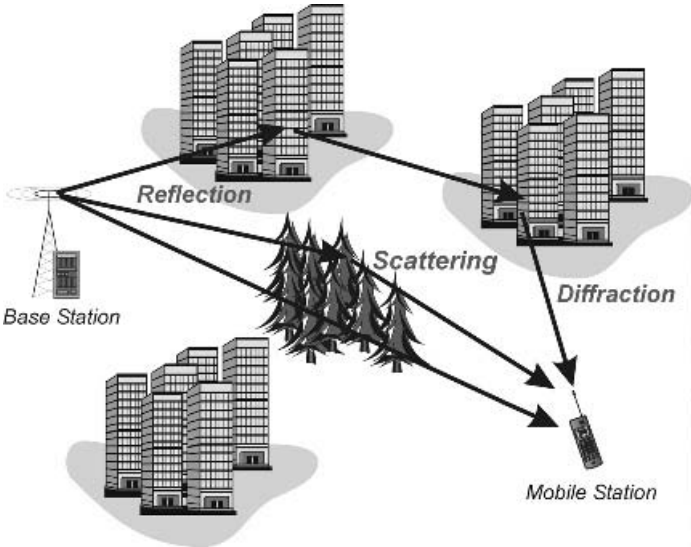 Reflection
Scattering
Diffraction
Base Station
Mobile Station